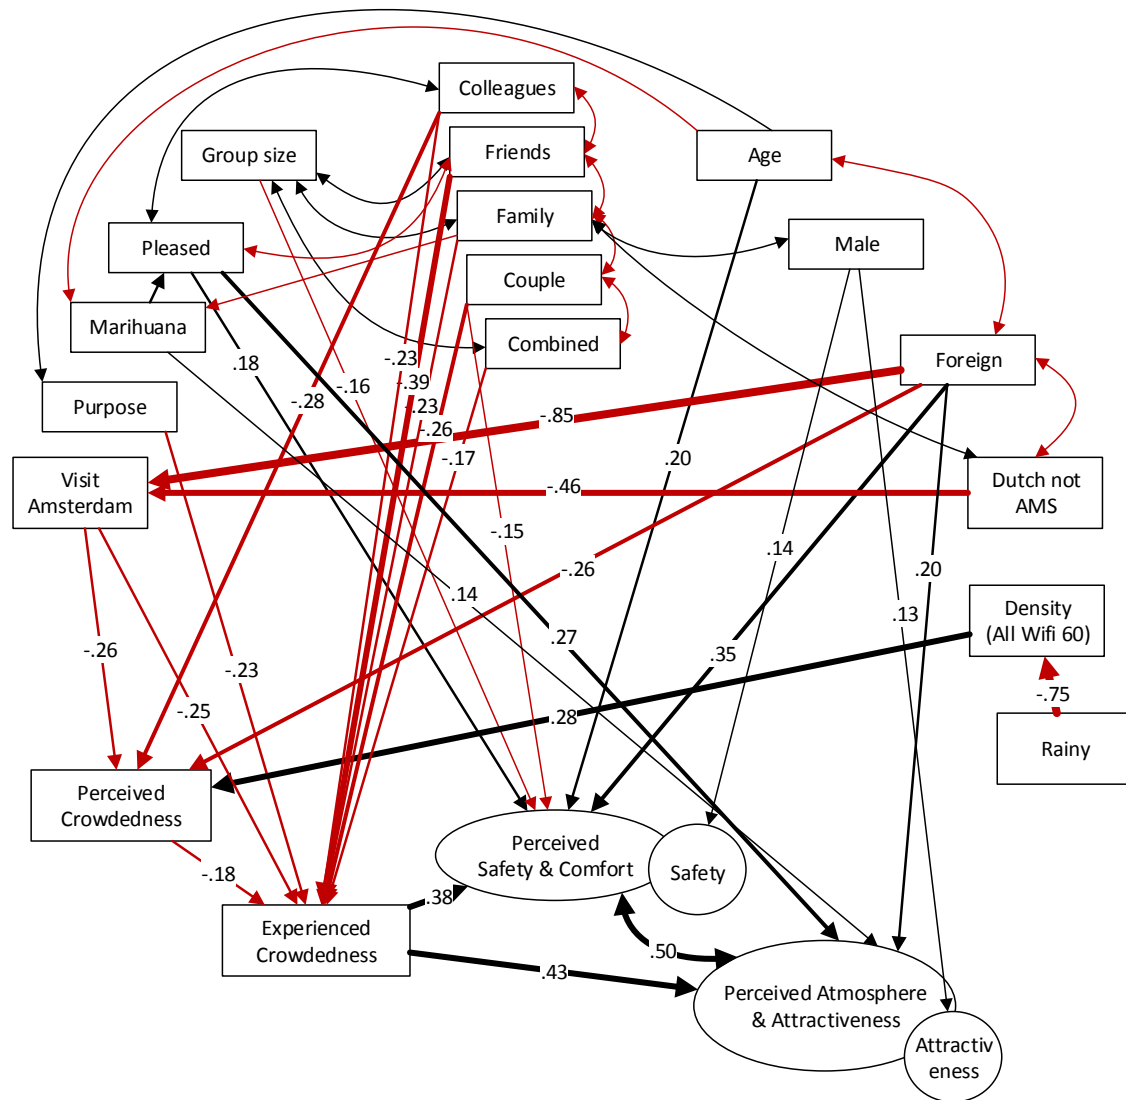 Colleagues
Group size
Friends
Age
Family
Pleased
Male
Couple
Marihuana
Combined
Foreign
-.23
.18
-.39
-.16
-.28
-.23
Purpose
-.85
-.26
-.17
.20
Visit
Amsterdam
-.46
Dutch not
AMS
-.15
.14
-.26
.20
.14
Density
(All Wifi 60)
.13
.27
-.26
.35
-.23
-.75
-.25
.28
Rainy
Perceived
Crowdedness
Perceived
Safety & Comfort
Safety
-.18
.38
Experienced
Crowdedness
.50
.43
Perceived Atmosphere
& Attractiveness
Attractiv
eness